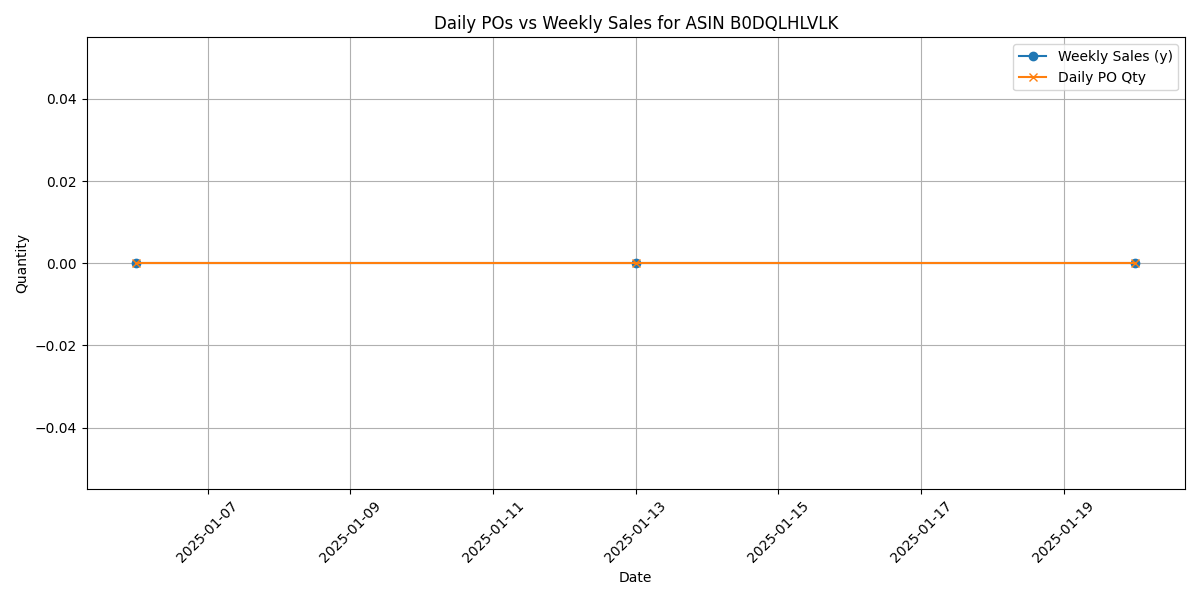 Daily POs vs Weekly Sales for ASIN B0DQLHLVLK
Weekly Sales (y)
Daily PO Qty
0.04
0.02
0.00
−0.02
−0.04
Quantity
2025-01-07
2025-01-09
2025-01-11
2025-01-13
2025-01-15
2025-01-17
2025-01-19
Date